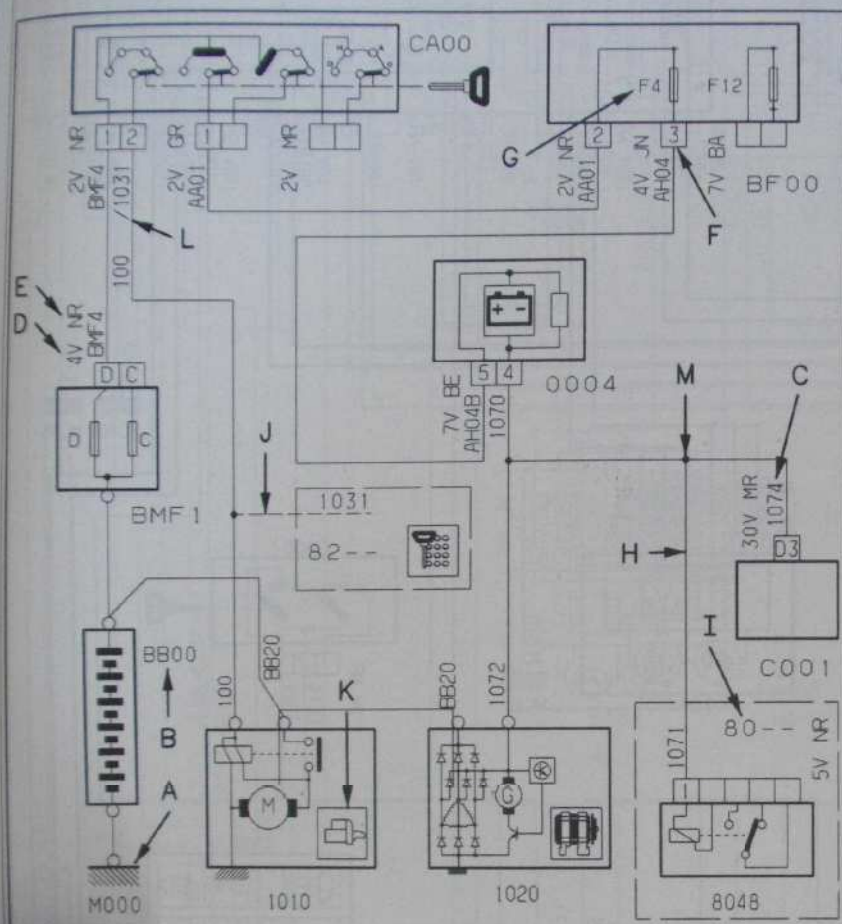 CA00
F4
F12
1 2
1
2 3
G
2V NR
BMF4
/1031
2V GR
AA01
2V MR
2V NR
AA01
4V JN
AH04
7V BA
BF00
L
F
100
E
D
4V NR
BMF4
D C
D C
BMF1
+ -
5 4
0004
7V BE
AH04B
1070
M
C
J
1031
82--
30V MR
1074
D3
H
C001
I
BB00
B
A
100
BB20
K
BB20
1072
1071
80--
5V NR
1
M
G
M000
1010
1020
8048